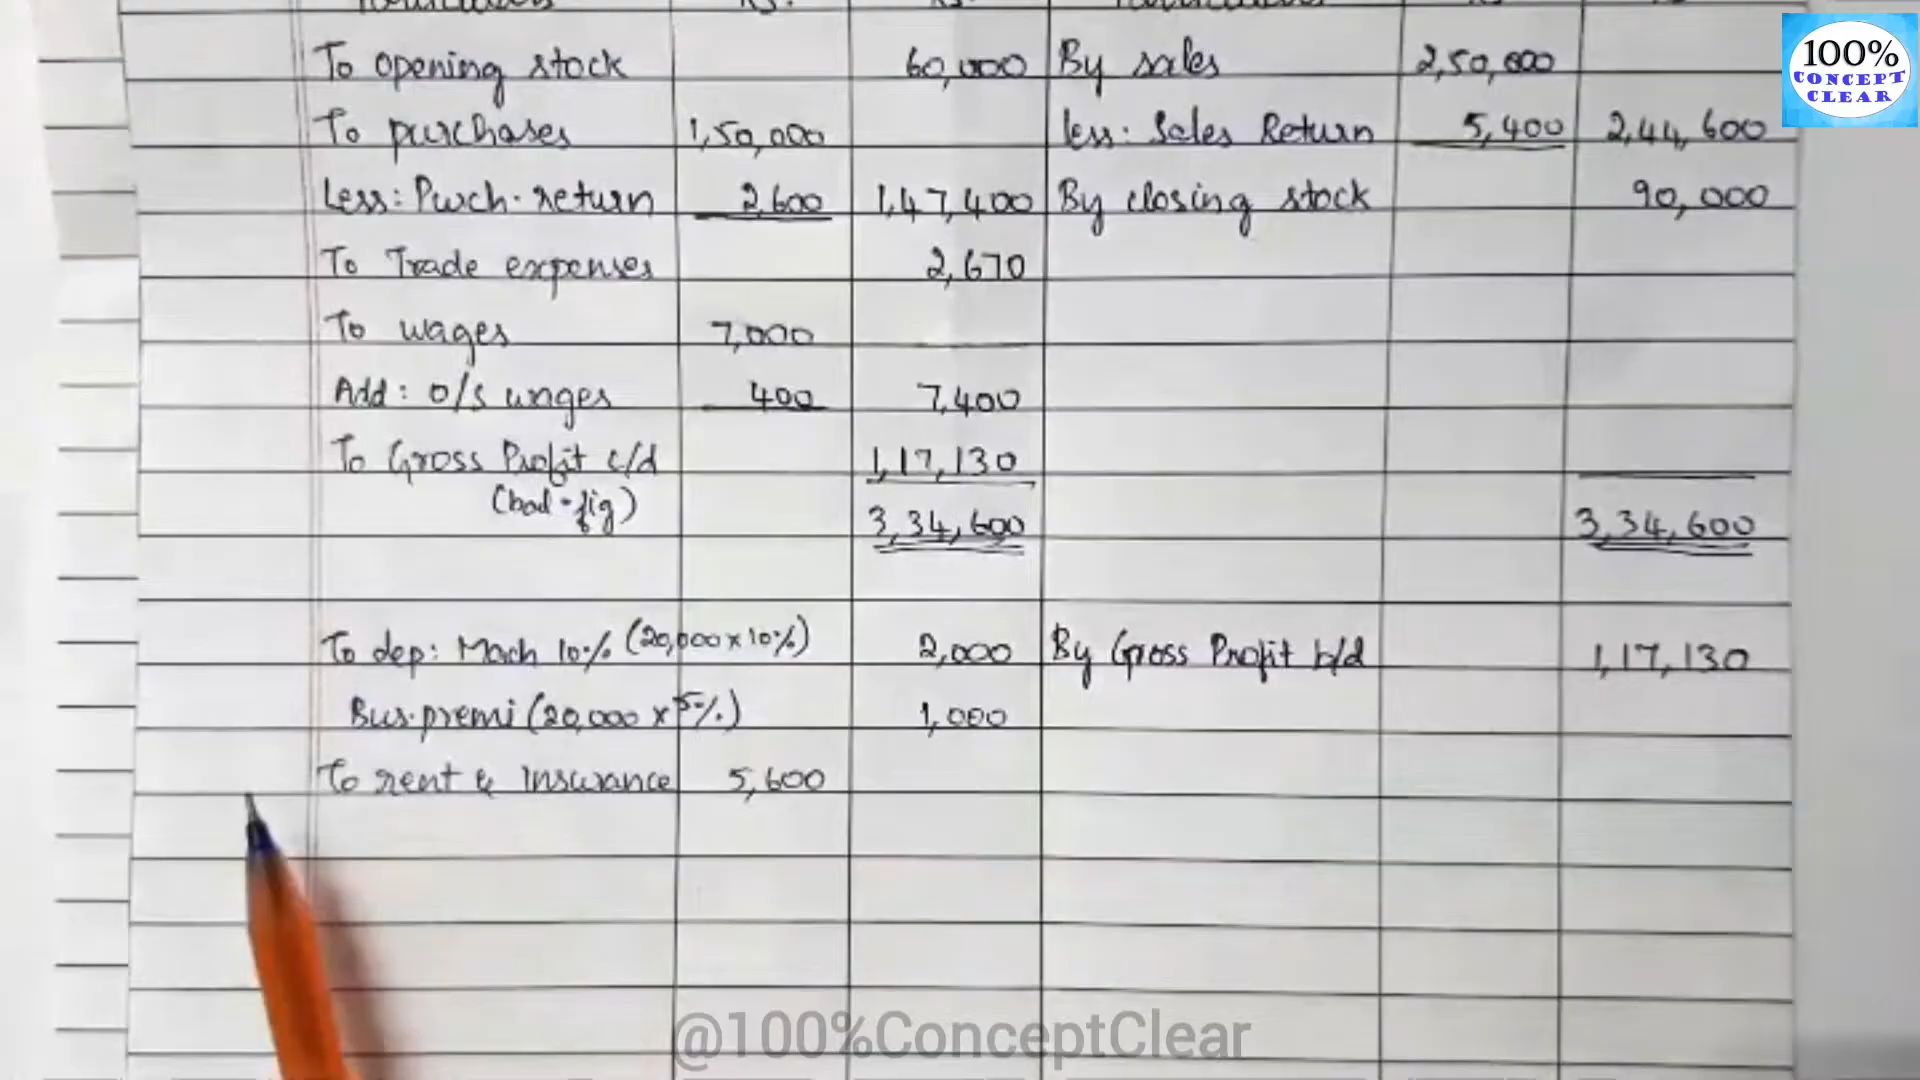 To opening stock 60,000 By sales 2,50,000
To purchases 1,50,000 less: Sales Return 5,400 2,44,600
Less: Purch. return 2,600 1,47,400 By closing stock 90,000
To Trade expenses 2,670
To wages 7,000
Add: O/S wages 400 7,400
To Gross Profit c/d 1,17,130
(bal-fig) 3,34,600 3,34,600
To dep: Mach 10% (20,000 x 10%) 2,000 By Gross Profit b/d 1,17,130
Bus.premi (20,000 x 5%) 1,000
To rent & Insurance 5,600
100%
CONCEPT
CLEAR
@100%ConceptClear